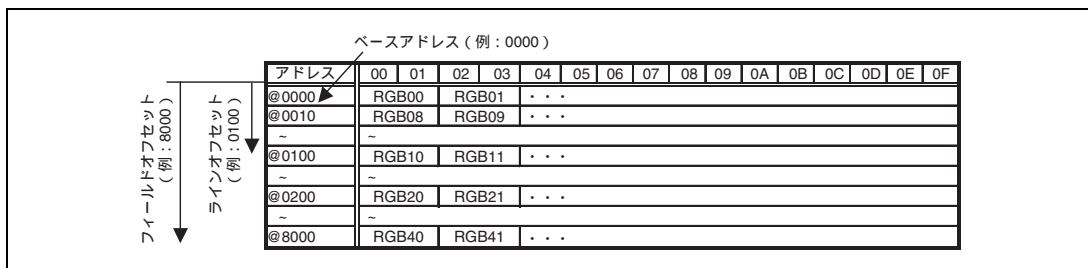 ベースアドレス(例:0000)
アドレス 00 01 02 03 04 05 06 07 08 09 0A 0B 0C 0D 0E 0F
@0000 RGB00 RGB01 ・・・
@0010 RGB08 RGB09 ・・・
~ ~
@0100 RGB10 RGB11 ・・・
~ ~
@0200 RGB20 RGB21 ・・・
~ ~
@8000 RGB40 RGB41 ・・・
フィールドオフセット
(例:8000)
ラインオフセット
(例:0100)